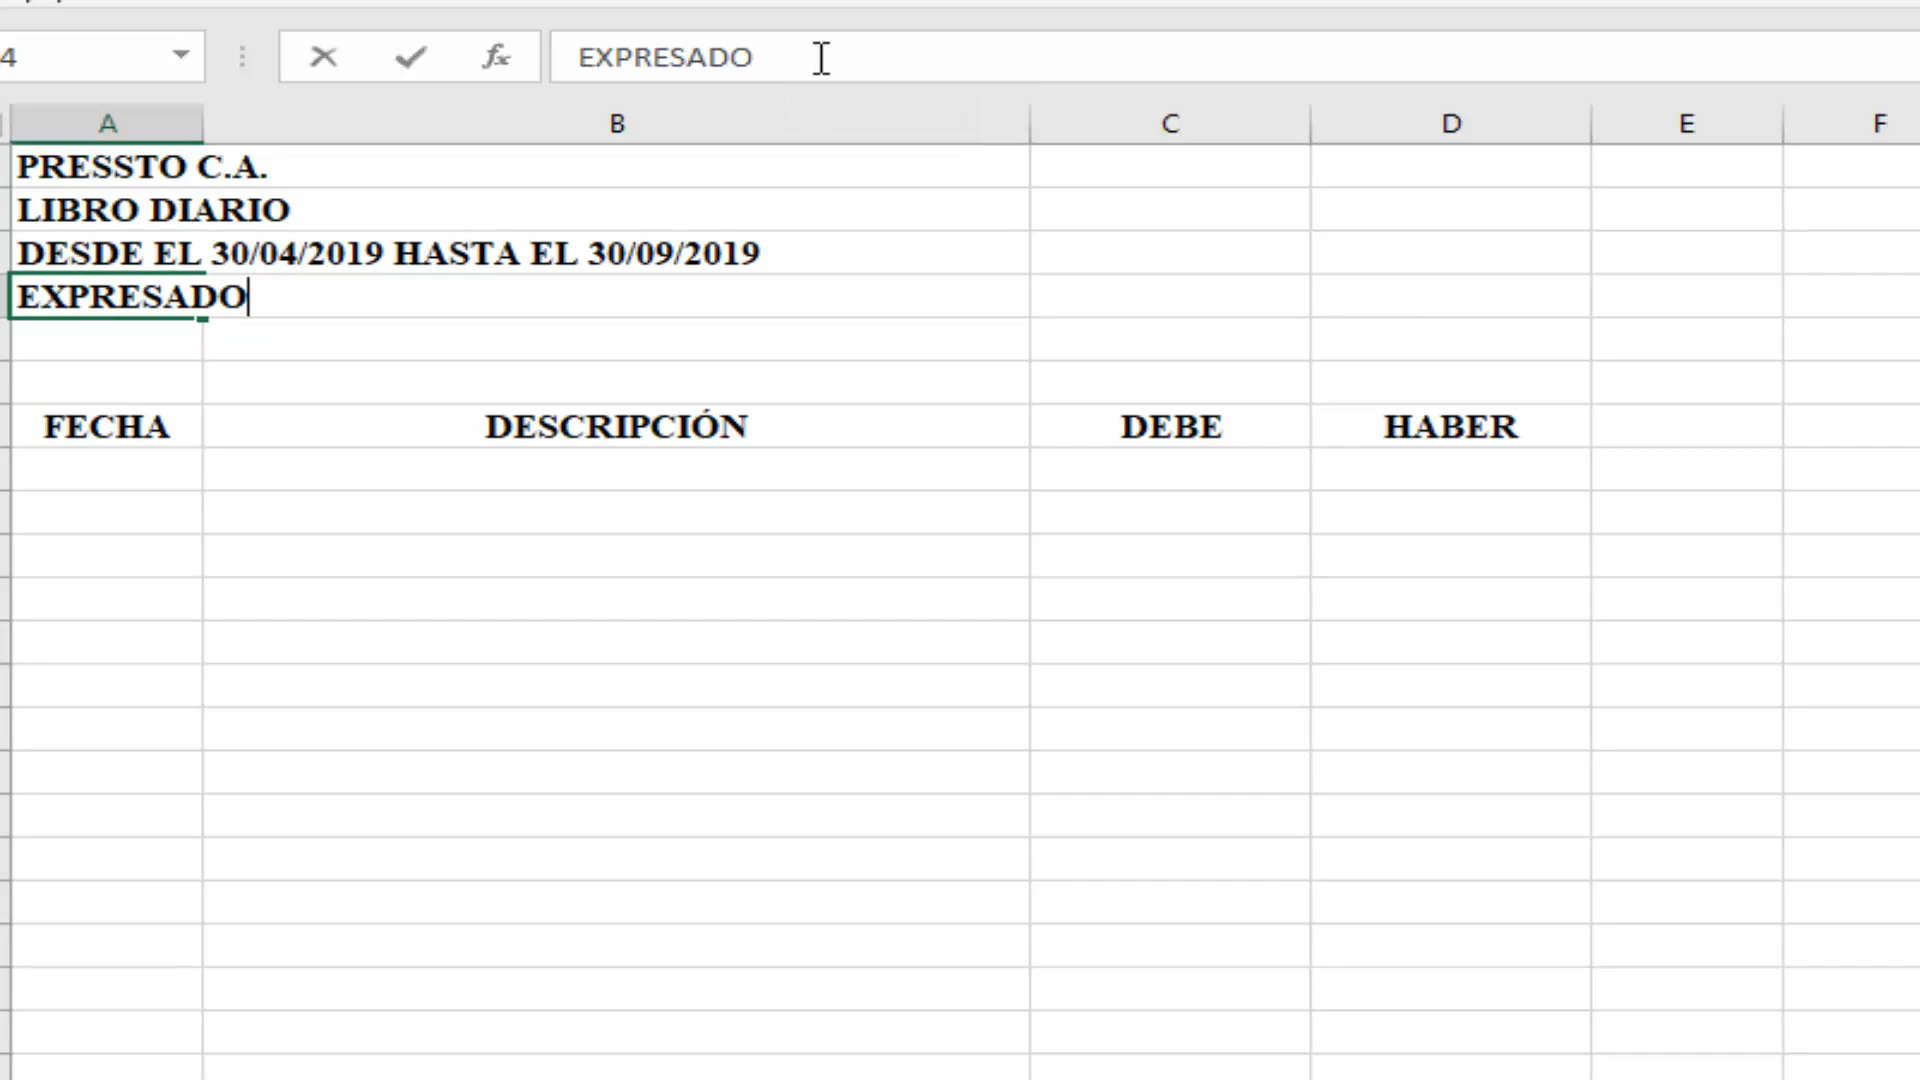 4 fx EXPRESADO
A B C D E F
PRESSTO C.A.
LIBRO DIARIO
DESDE EL 30/04/2019 HASTA EL 30/09/2019
EXPRESADO
FECHA DESCRIPCIÓN DEBE HABER